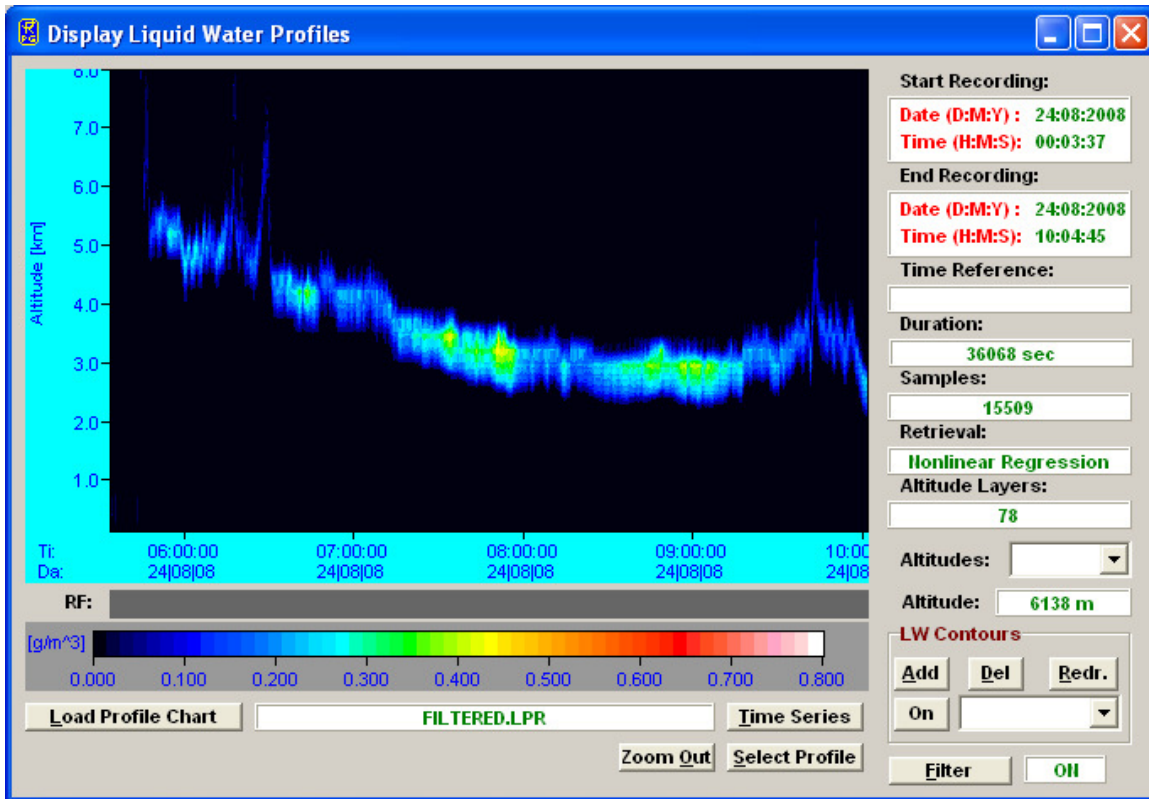 Display Liquid Water Profiles
8.0
7.0
6.0
5.0
4.0
3.0
2.0
1.0
Altitude [km]
Ti: 06:00:00 07:00:00 08:00:00 09:00:00 10:00
Da: 24|08|08 24|08|08 24|08|08 24|08|08 24|08
RF:
[g/m^3]
0.000 0.100 0.200 0.300 0.400 0.500 0.600 0.700 0.800
Load Profile Chart FILTERED.LPR Time Series
Zoom Out Select Profile
Start Recording:
Date (D:M:Y) : 24:08:2008
Time (H:M:S): 00:03:37
End Recording:
Date (D:M:Y) : 24:08:2008
Time (H:M:S): 10:04:45
Time Reference:
Duration:
36068 sec
Samples:
15509
Retrieval:
Nonlinear Regression
Altitude Layers:
78
Altitudes:
Altitude: 6138 m
LW Contours
Add Del Redr.
On
Filter ON